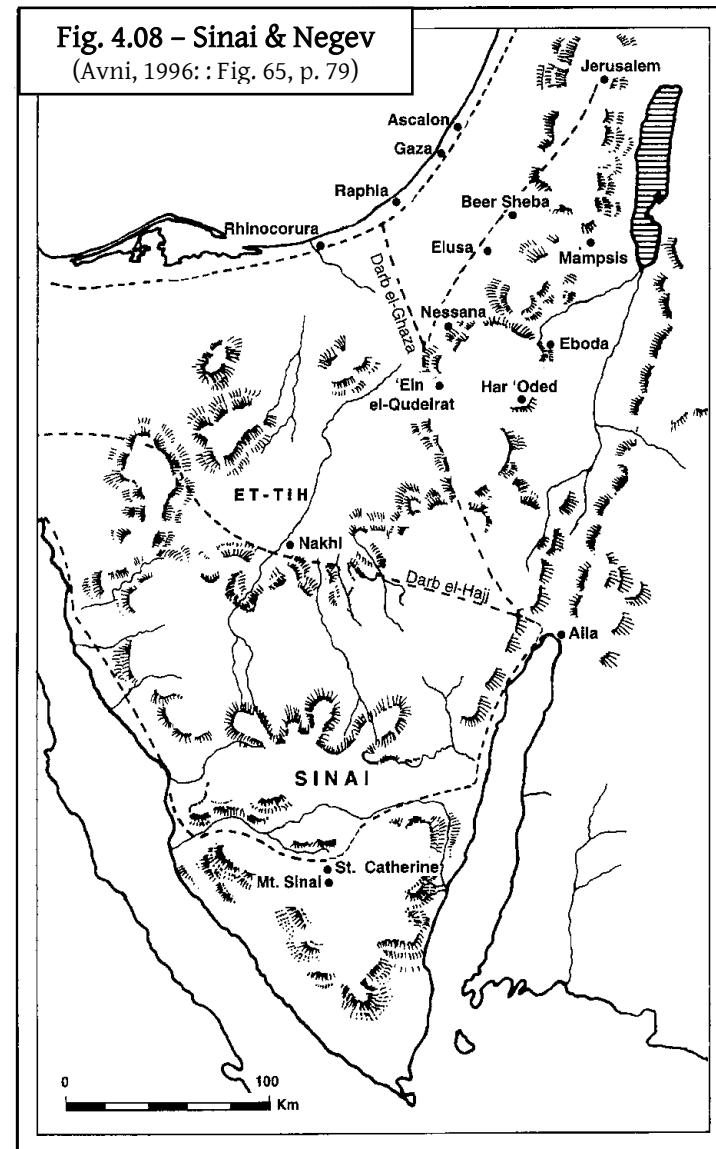 Fig. 4.08 – Sinai & Negev
(Avni, 1996: : Fig. 65, p. 79)
Jerusalem
Ascalon
Gaza
Raphia
Beer Sheba
Rhinocorura
Elusa
Mampsis
Darb el-Ghaza
Nessana
Eboda
'Ein
el-Qudeirat
Har 'Oded
ET-TIH
Nakhl
Darb el-Hajj
Aila
SINAI
St. Catherine
Mt. Sinai
0 100
Km